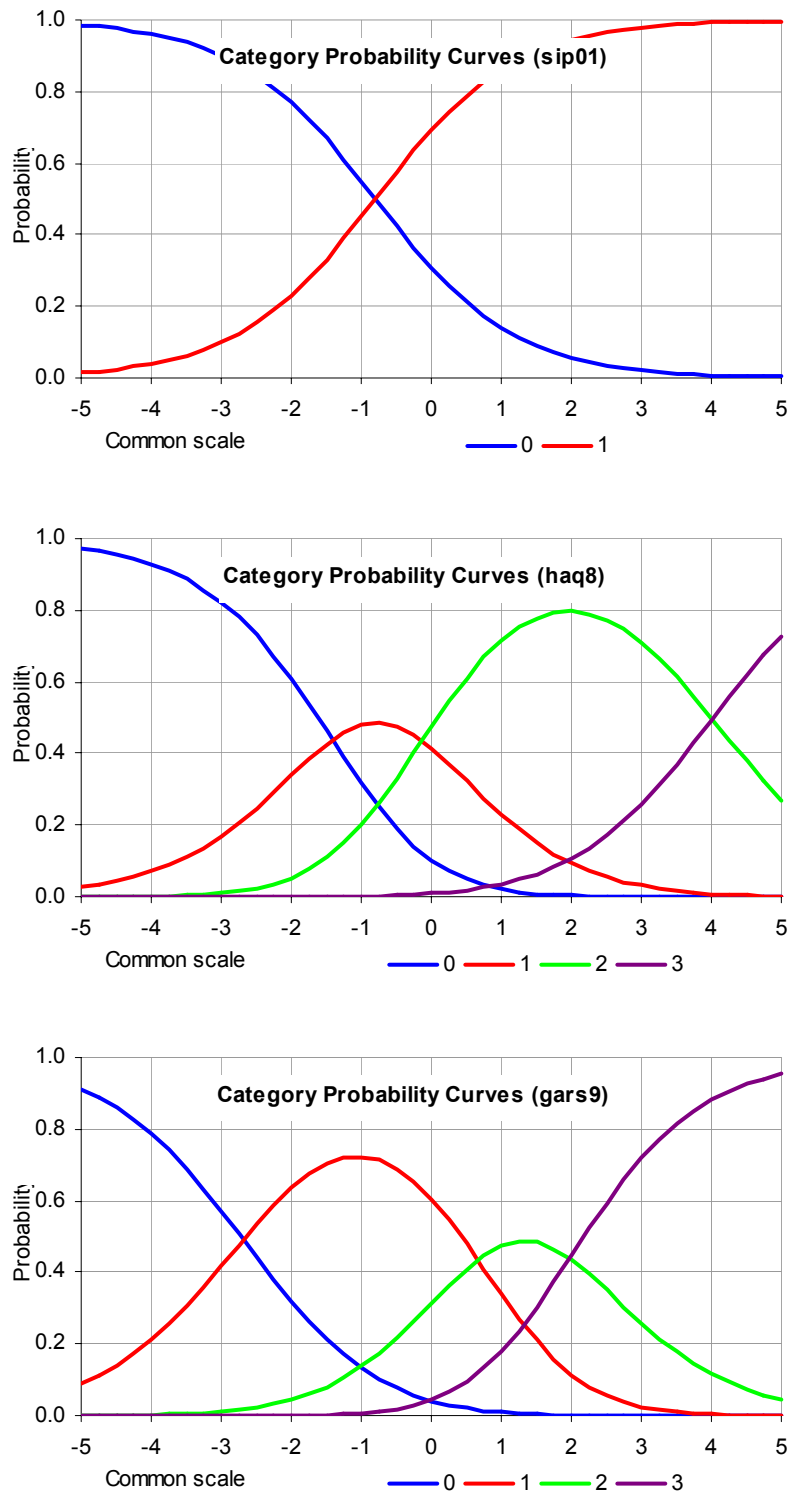 Category Probability Curves (sip01)
Probability
1.0
0.8
0.6
0.4
0.2
0.0
-5 -4 -3 -2 -1 0 1 2 3 4 5
Common scale
0 1
Category Probability Curves (haq8)
Probability
1.0
0.8
0.6
0.4
0.2
0.0
-5 -4 -3 -2 -1 0 1 2 3 4 5
Common scale
0 1 2 3
Category Probability Curves (gars9)
Probability
1.0
0.8
0.6
0.4
0.2
0.0
-5 -4 -3 -2 -1 0 1 2 3 4 5
Common scale
0 1 2 3